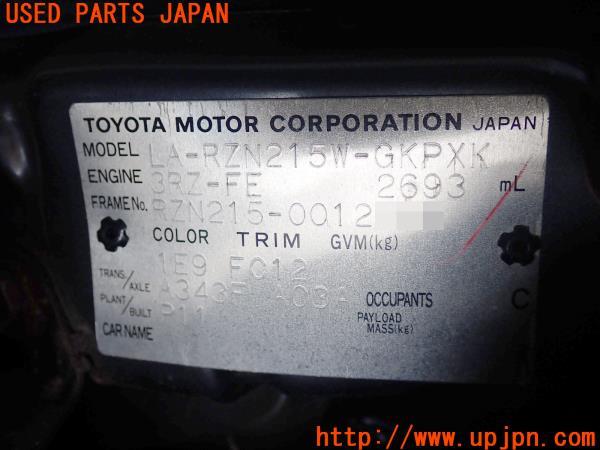 USED PARTS JAPAN
TOYOTA MOTOR CORPORATION JAPAN
MODEL LA-RZN215W-GKPXK
ENGINE 3RZ-FE 2693 mL
FRAME No. RZN215-0012
COLOR TRIM GVM(kg)
1E9 FC12
TRANS/AXLE A343F A03A OCCUPANTS C
PLANT/BUILT P11 PAYLOAD MASS(kg)
CAR NAME
【UPJ】 www.upjpn.com